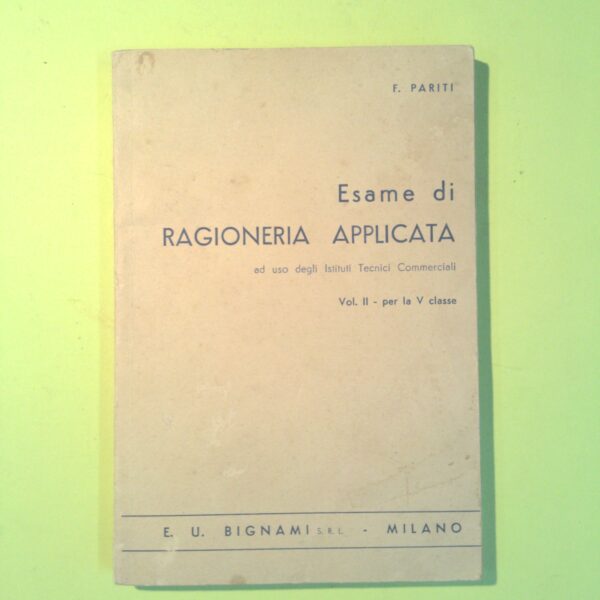 F. PARITI
Esame di
RAGIONERIA APPLICATA
ad uso degli Istituti Tecnici Commerciali
Vol. II - per la V classe
E. U. BIGNAMI S. R. L. - MILANO